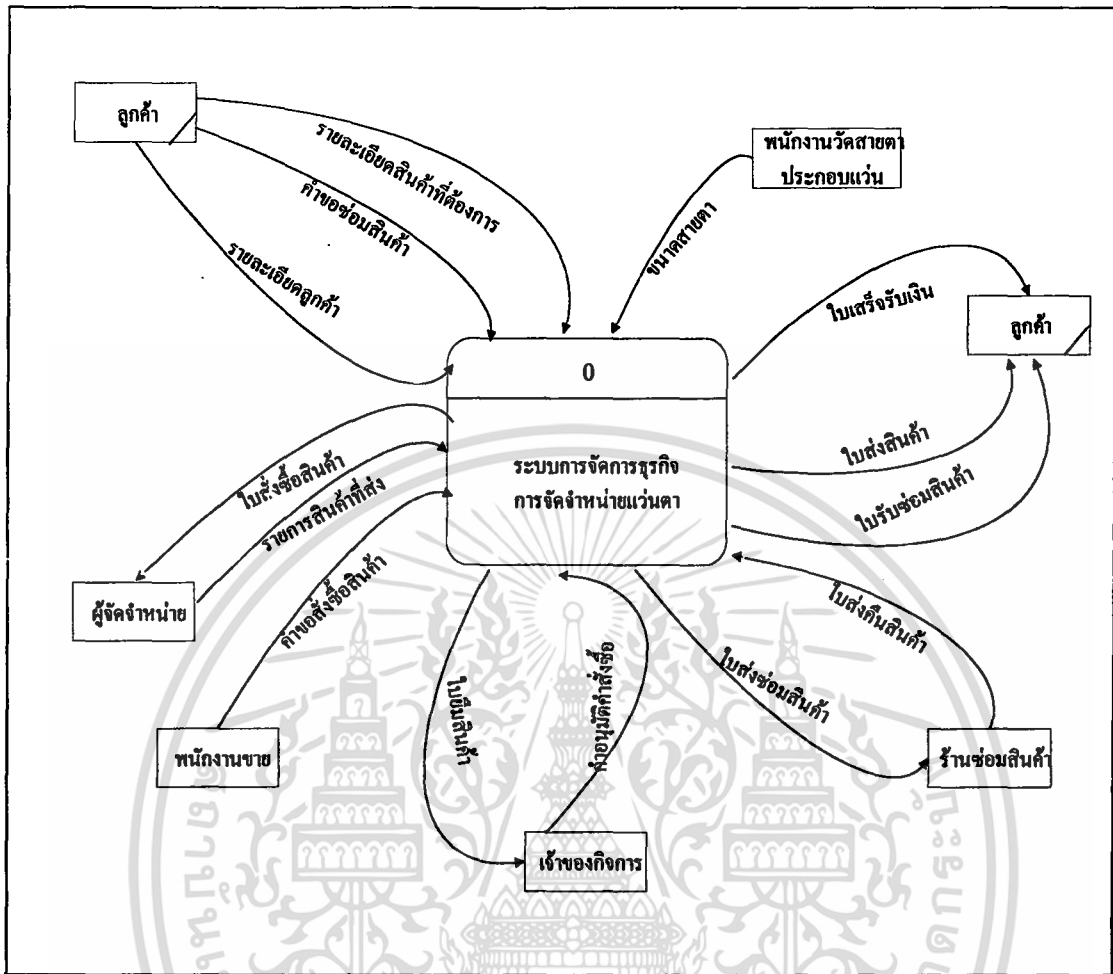 ลูกค้า
รายละเอียดสินค้าที่ต้องการ
คำขอซ่อมสินค้า
รายละเอียดลูกค้า
พนักงานวัดสายตา
ประกอบแว่น
ขนาดสายตา
ใบเสร็จรับเงิน
ลูกค้า
0
ระบบการจัดการธุรกิจ
การจัดจำหน่ายแว่นตา
ใบส่งสินค้า
ใบรับซ่อมสินค้า
ใบสั่งซื้อสินค้า
รายการสินค้าที่ส่ง
ผู้จัดจำหน่าย
คำขอสั่งซื้อสินค้า
พนักงานขาย
ใบยืมสินค้า
คำอนุมัติคำสั่งซื้อ
เจ้าของกิจการ
ใบส่งคืนสินค้า
ใบส่งซ่อมสินค้า
ร้านซ่อมสินค้า